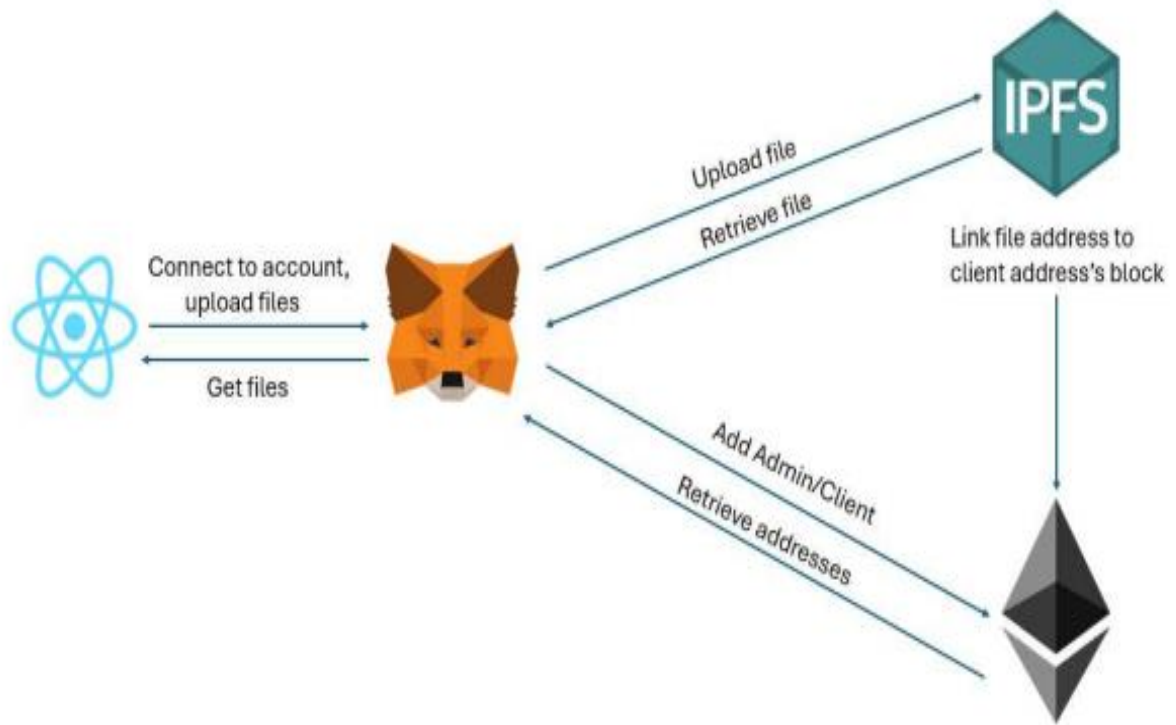 IPFS
Upload file
Retrieve file
Link file address to
client address's block
Connect to account,
upload files
Get files
Add Admin/Client
Retrieve addresses